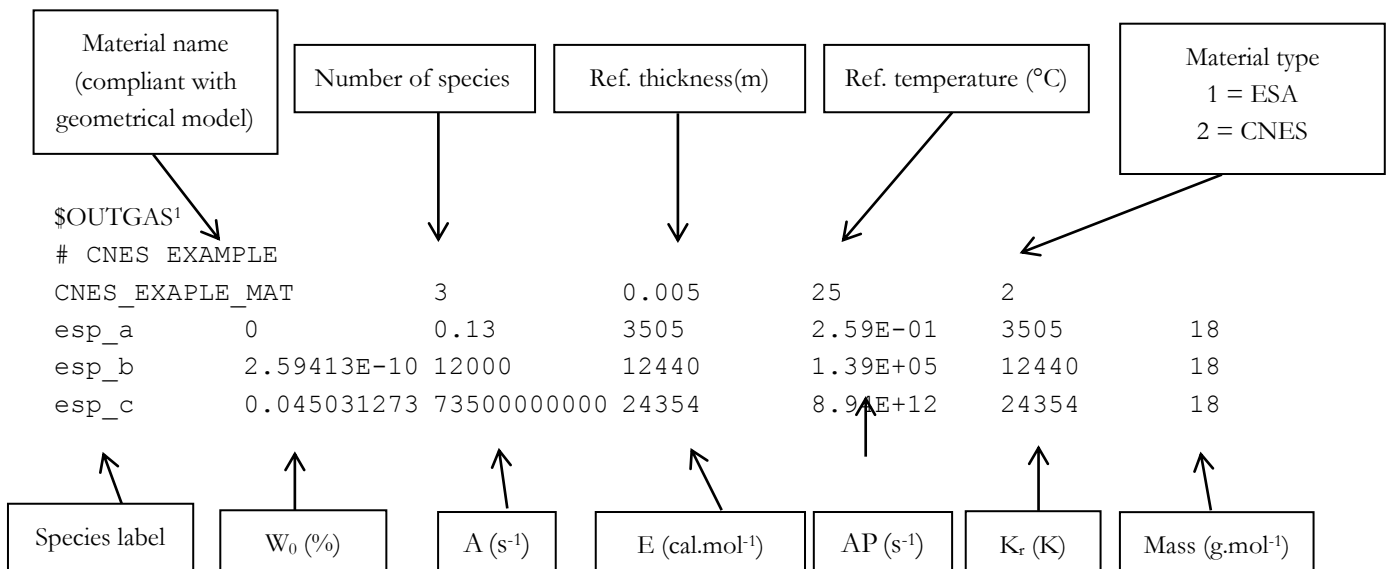 Material name
(compliant with
geometrical model)
Number of species
Ref. thickness(m)
Ref. temperature (°C)
Material type
1 = ESA
2 = CNES
$OUTGAS¹
# CNES EXAMPLE
CNES_EXAPLE_MAT 3 0.005 25 2
esp_a 0 0.13 3505 2.59E-01 3505 18
esp_b 2.59413E-10 12000 12440 1.39E+05 12440 18
esp_c 0.045031273 73500000000 24354 8.94E+12 24354 18
Species label
W₀ (%)
A (s⁻¹)
E (cal.mol⁻¹)
AP (s⁻¹)
Kᵣ (K)
Mass (g.mol⁻¹)